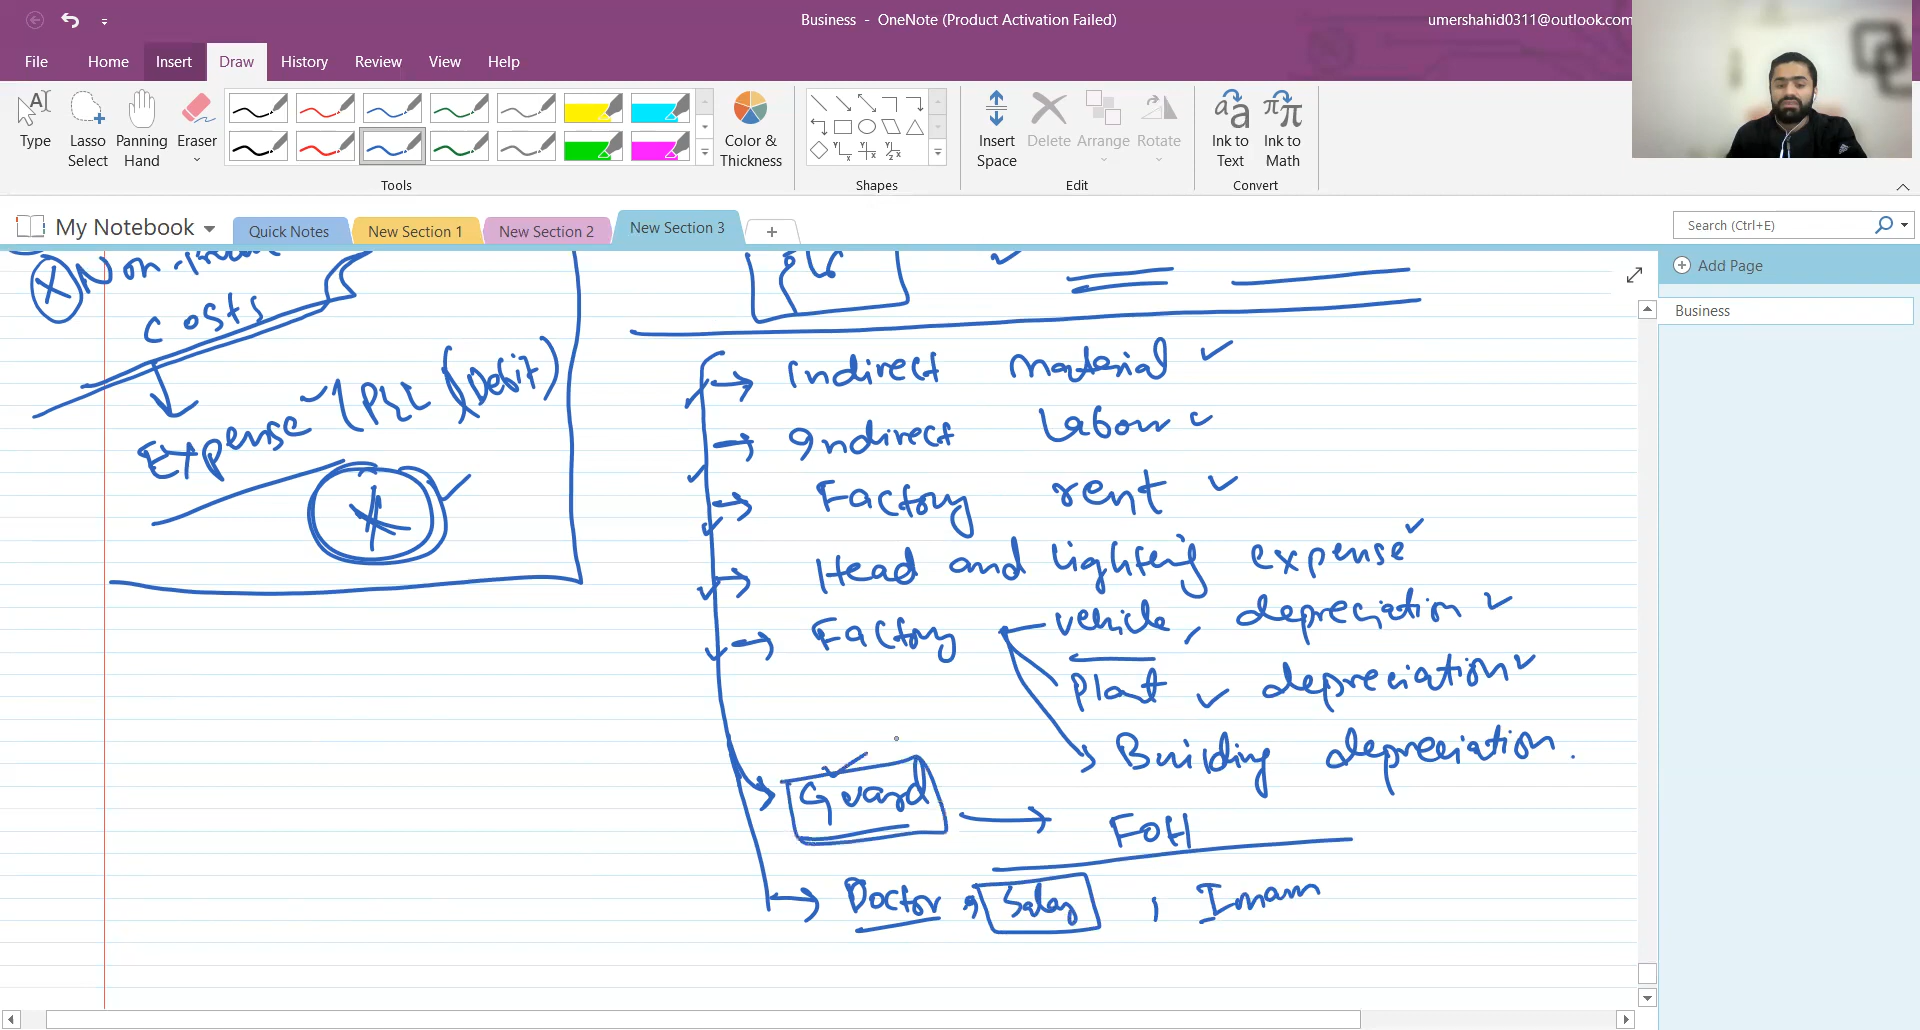 Business - OneNote (Product Activation Failed)
umershahid0311@outlook.com
File Home Insert Draw History Review View Help
Type
Lasso Select
Panning Hand
Eraser
Color & Thickness
Insert Space
Delete
Arrange
Rotate
Ink to Text
Ink to Math
Tools
Shapes
Edit
Convert
My Notebook
Quick Notes
New Section 1
New Section 2
New Section 3
Search (Ctrl+E)
Add Page
Business
Non-
costs
Expense (P&L (Debit)
Indirect Material
Indirect Labour
Factory rent
Head and lighting expense
Factory vehicle, depreciation
Plant depreciation
Building depreciation.
Guard FOH
Doctor, Salary, Imam